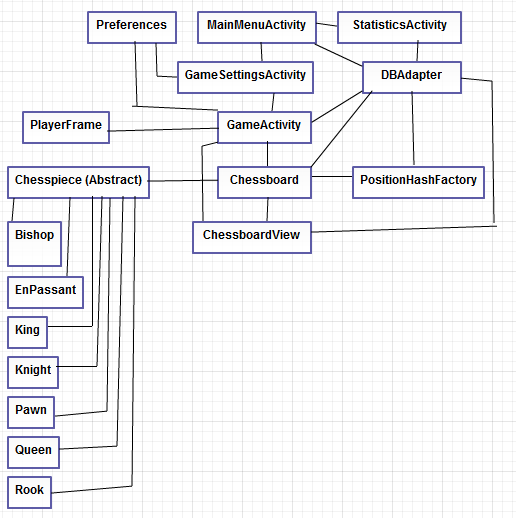 Preferences
MainMenuActivity
StatisticsActivity
GameSettingsActivity
DBAdapter
PlayerFrame
GameActivity
Chesspiece (Abstract)
Chessboard
PositionHashFactory
Bishop
ChessboardView
EnPassant
King
Knight
Pawn
Queen
Rook